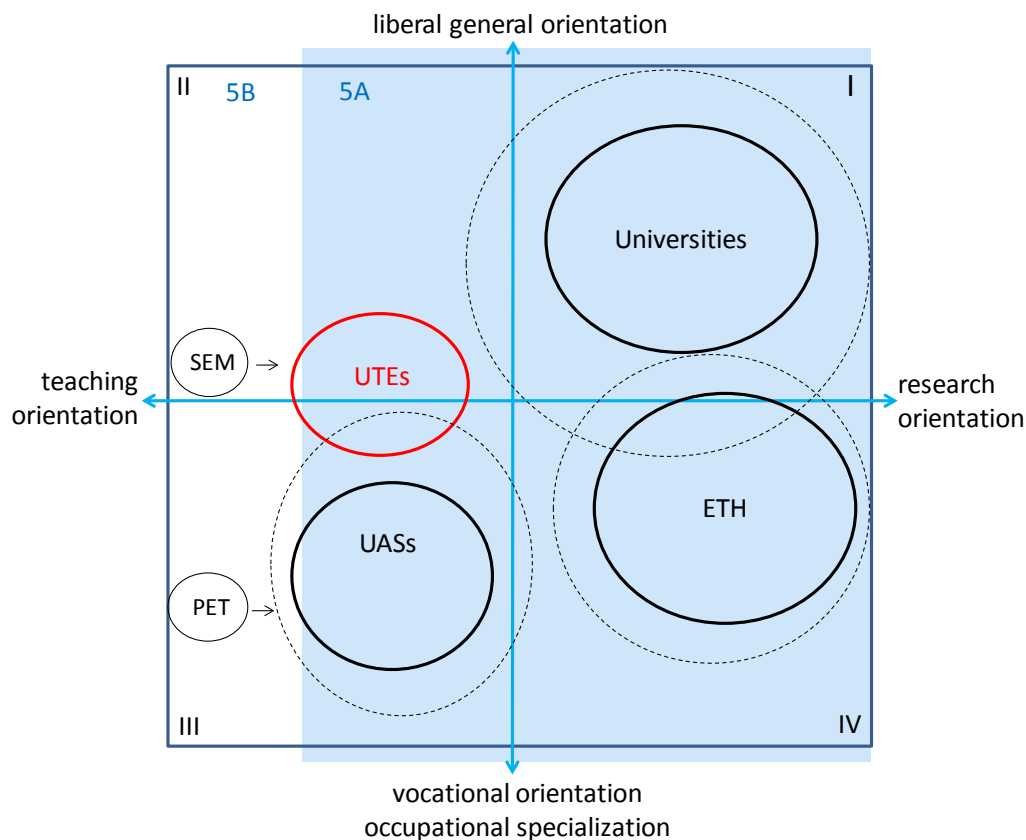 liberal general orientation
II
5B
5A
I
Universities
SEM
UTEs
teaching
orientation
research
orientation
ETH
UASs
PET
III
IV
vocational orientation
occupational specialization